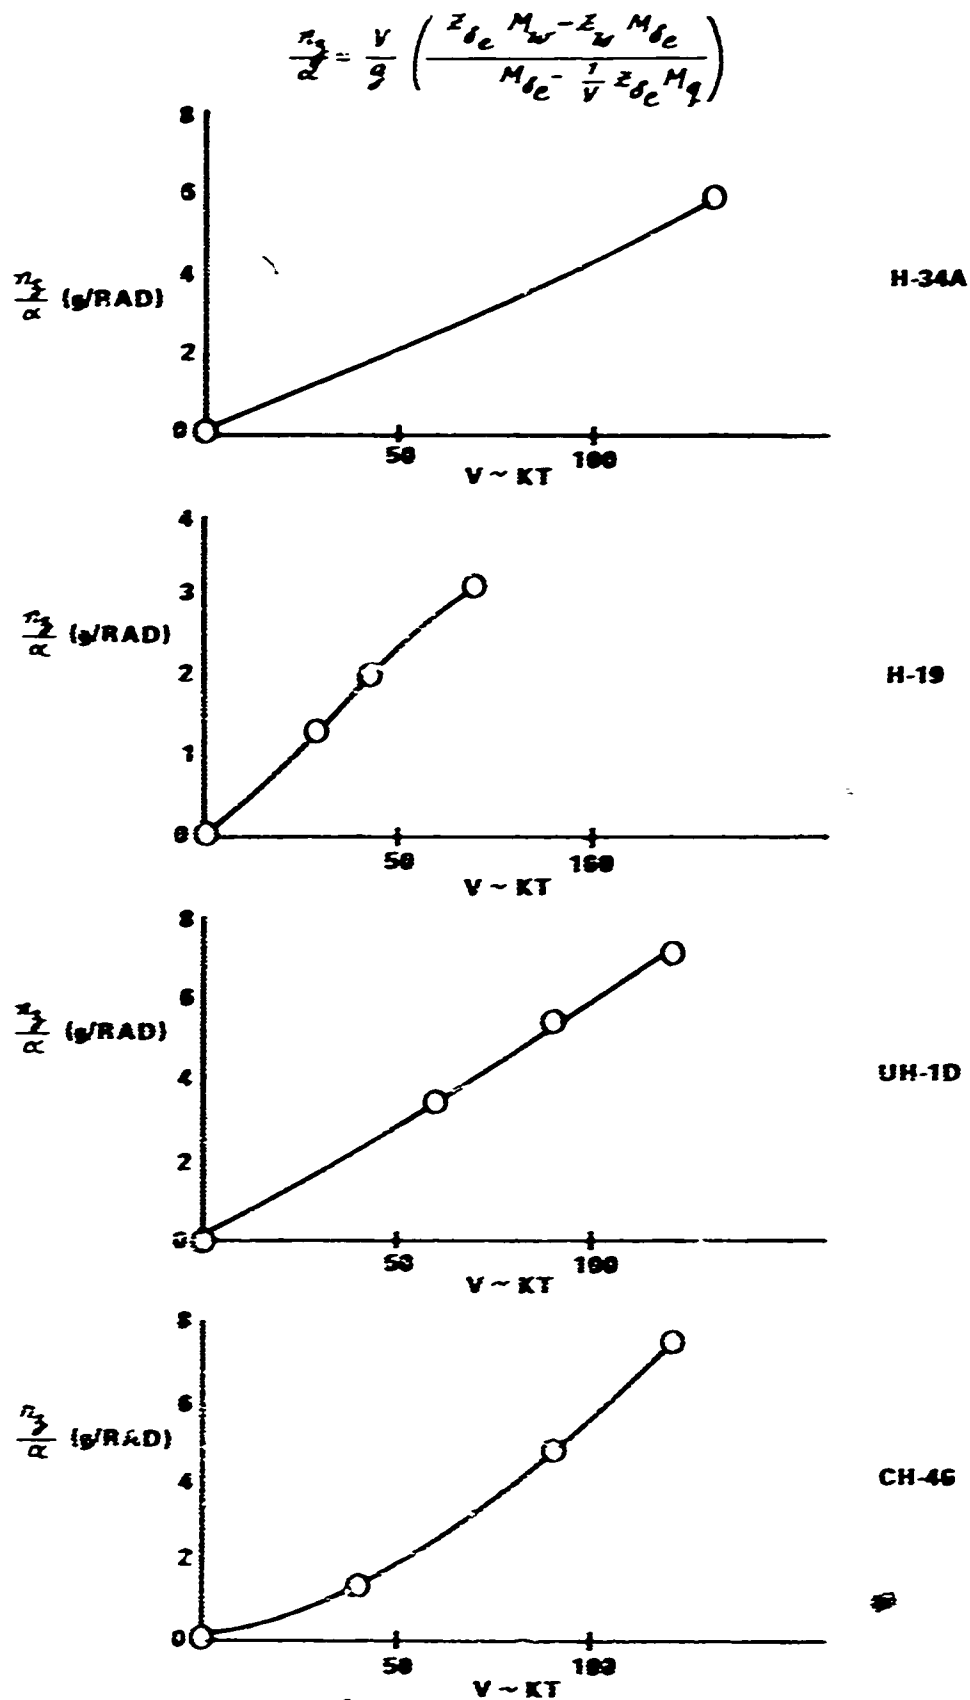 n_z/α = V/g ( (Z_δe M_w - Z_w M_δe) / (M_δe - 1/V Z_δe M_q) )
8
6
4
2
0
n_z/α (g/RAD)
50 100
V ~ KT
H-34A
4
3
2
1
0
n_z/α (g/RAD)
50 100
V ~ KT
H-19
8
6
4
2
0
n_z/α (g/RAD)
50 100
V ~ KT
UH-1D
8
6
4
2
0
n_z/α (g/RAD)
50 100
V ~ KT
CH-46